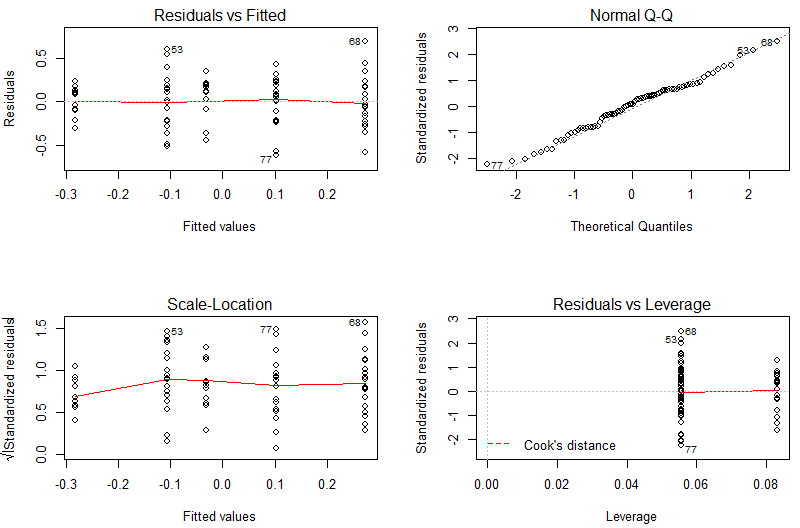 Residuals vs Fitted
Residuals
0.5
0.0
-0.5
53
68
77
-0.3 -0.2 -0.1 0.0 0.1 0.2
Fitted values
Normal Q-Q
Standardized residuals
3
2
1
0
-1
-2
53
68
77
-2 -1 0 1 2
Theoretical Quantiles
Scale-Location
√|Standardized residuals|
1.5
1.0
0.5
0.0
53
77
68
-0.3 -0.2 -0.1 0.0 0.1 0.2
Fitted values
Residuals vs Leverage
Standardized residuals
3
2
1
0
-1
-2
68
53
77
Cook's distance
0.00 0.02 0.04 0.06 0.08
Leverage